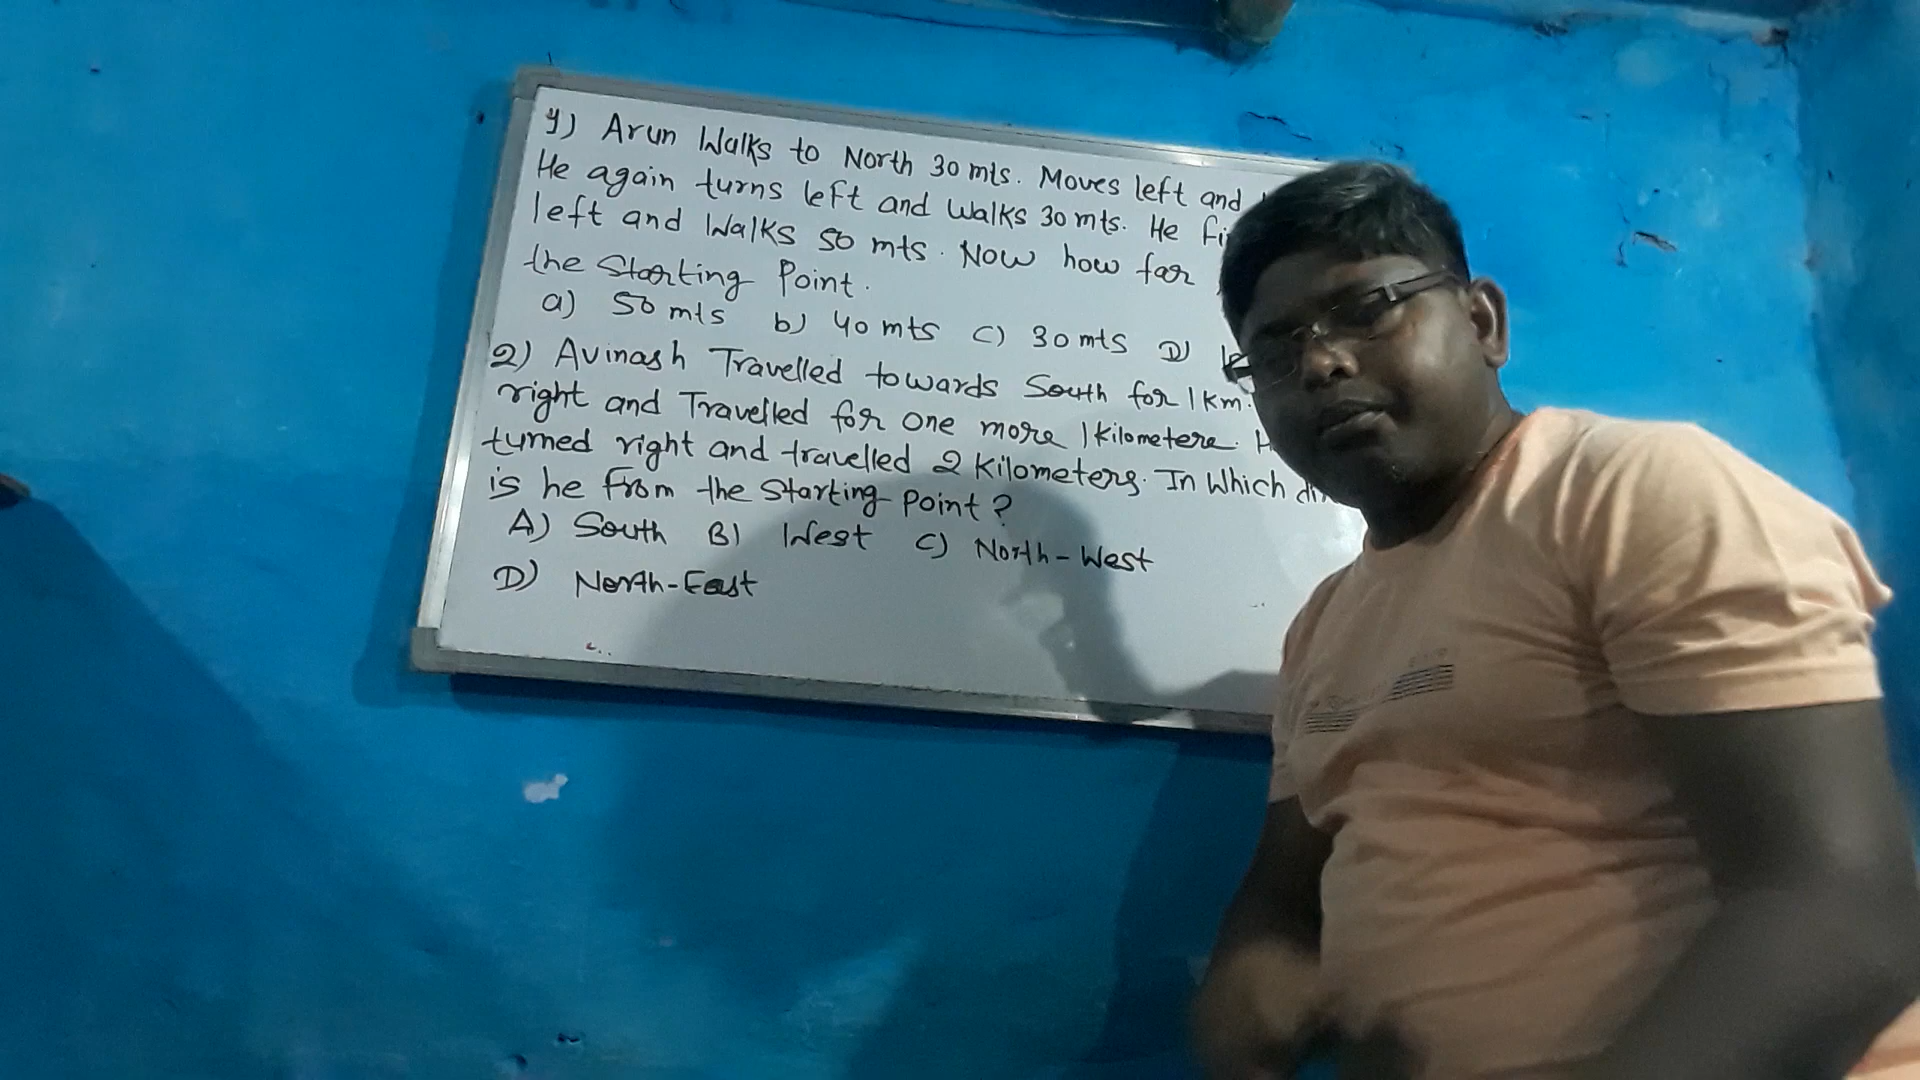 1) Arun Walks to North 30 mts. Moves left and
He again turns left and Walks 30 mts. He
left and Walks 50 mts. Now how far
the Starting Point.
a) 50 mts b) 40 mts C) 30 mts D)
2) Avinash Travelled towards South for 1 km.
right and Travelled for one more 1 kilometere.
turned right and travelled 2 Kilometers. In Which
is he from the Starting Point?
A) South B) West C) North-West
D) North-East